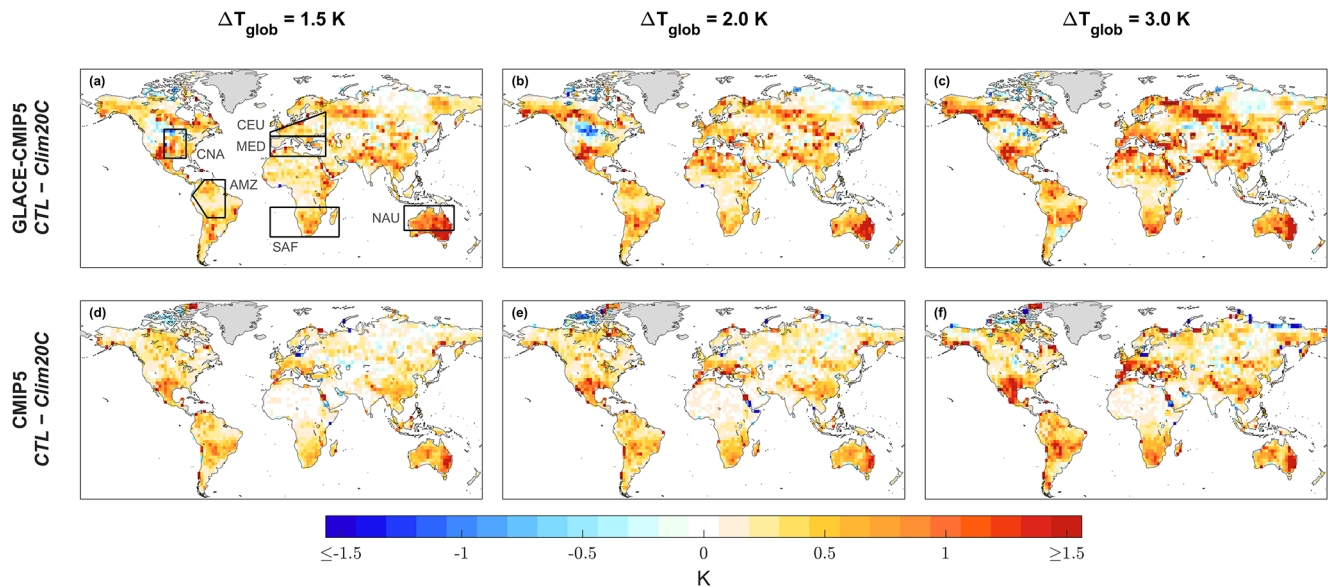 ΔT_glob = 1.5 K
ΔT_glob = 2.0 K
ΔT_glob = 3.0 K
GLACE-CMIP5
CTL – Clim20C
(a)
(b)
(c)
CEU
MED
CNA
AMZ
NAU
SAF
CMIP5
CTL – Clim20C
(d)
(e)
(f)
≤-1.5 -1 -0.5 0 0.5 1 ≥1.5
K